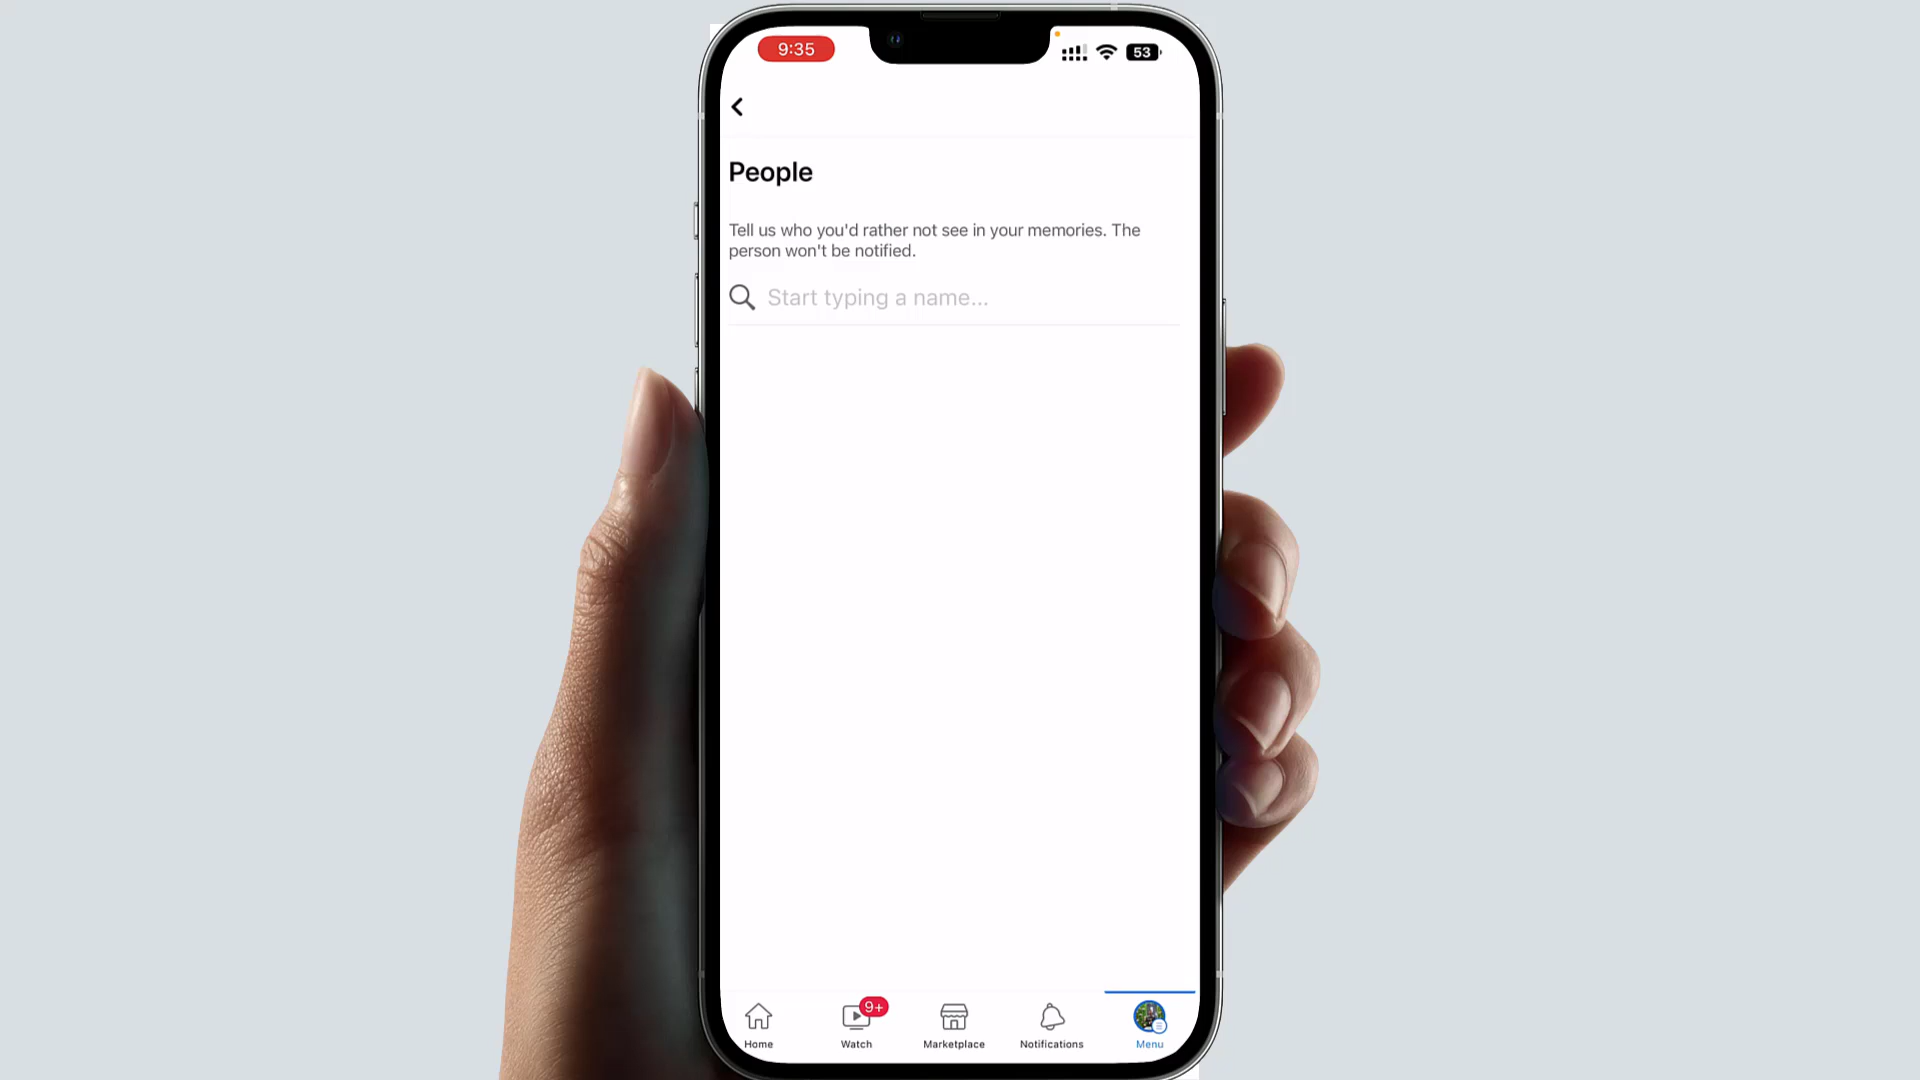 9:35
53
People
Tell us who you'd rather not see in your memories. The
person won't be notified.
Start typing a name...
9+
Home
Watch
Marketplace
Notifications
Menu